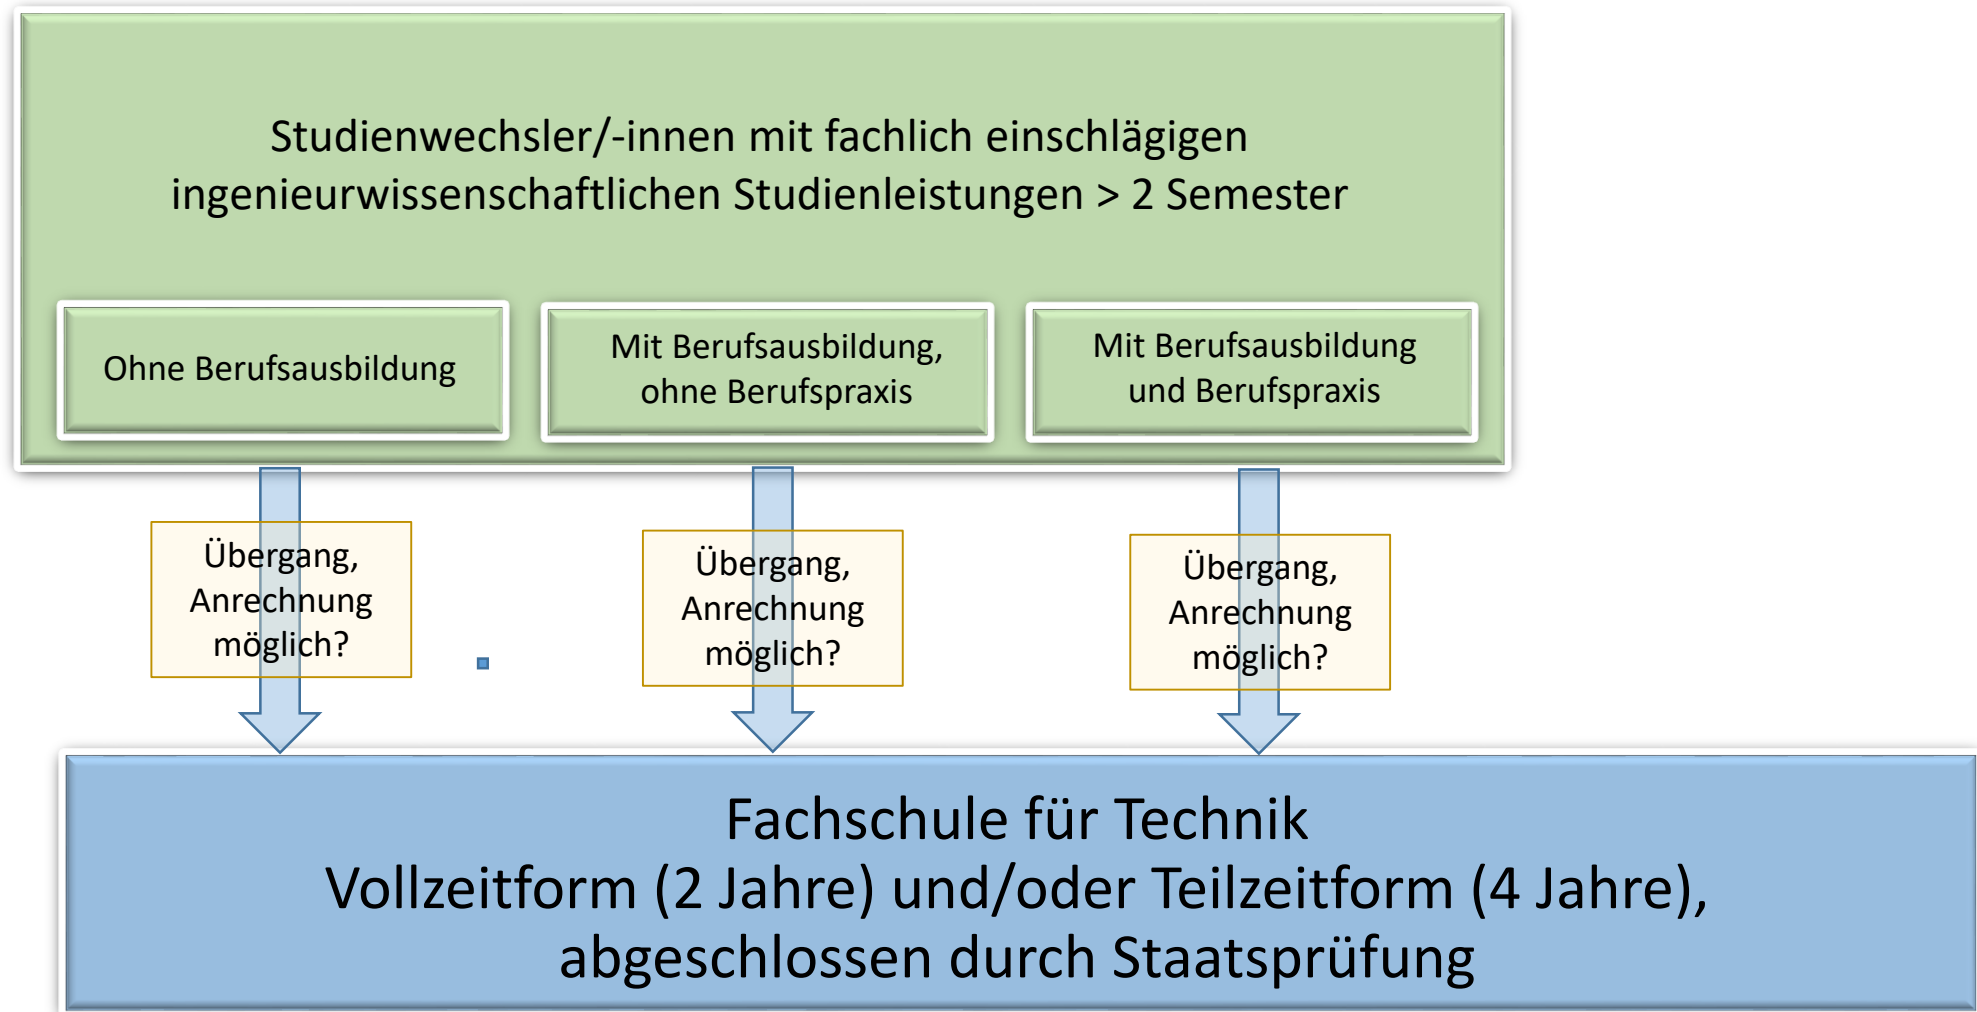 Studienwechsler/-innen mit fachlich einschlägigen
ingenieurwissenschaftlichen Studienleistungen > 2 Semester
Ohne Berufsausbildung
Mit Berufsausbildung,
ohne Berufspraxis
Mit Berufsausbildung
und Berufspraxis
Übergang,
Anrechnung
möglich?
Übergang,
Anrechnung
möglich?
Übergang,
Anrechnung
möglich?
Fachschule für Technik
Vollzeitform (2 Jahre) und/oder Teilzeitform (4 Jahre),
abgeschlossen durch Staatsprüfung